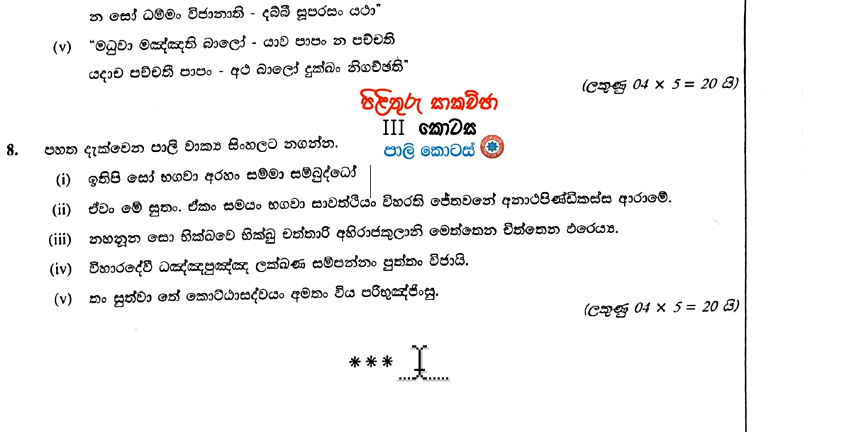 න සෝ ධම්මං විජානාති - දබ්බී සූපරසං යථා"
(v) "මධුවා මඤ්ඤති බාලෝ - යාව පාපං න පච්චති
යදාච පච්චතී පාපං - අථ බාලෝ දුක්ඛං නිගච්ඡති"
(ලකුණු 04 × 5 = 20 යි)
පිළිතුරු සාකච්ඡා
III කොටස
පාලි කොටස්
8. පහත දැක්වෙන පාලි වාක්‍ය සිංහලට නගන්න.
(i) ඉතිපි සෝ භගවා අරහං සම්මා සම්බුද්ධෝ
(ii) ඒවං මේ සුතං. ඒකං සමයං භගවා සාවත්ථියං විහරති ජේතවනේ අනාථපිණ්ඩිකස්ස ආරාමේ.
(iii) නහනූන සො භික්ඛවෙ භික්ඛු චත්තාරි අහිරාජකුලානි මෙත්තෙන චිත්තෙන ඵරෙය්‍ය.
(iv) විහාරදේවී ධඤ්ඤපුඤ්ඤ ලක්ඛණ සම්පන්නං පුත්තං විජායි.
(v) තං සුත්වා තේ කොට්ඨාසද්වයං අමතං විය පරිභුඤ්ජිංසු.
(ලකුණු 04 × 5 = 20 යි)
***